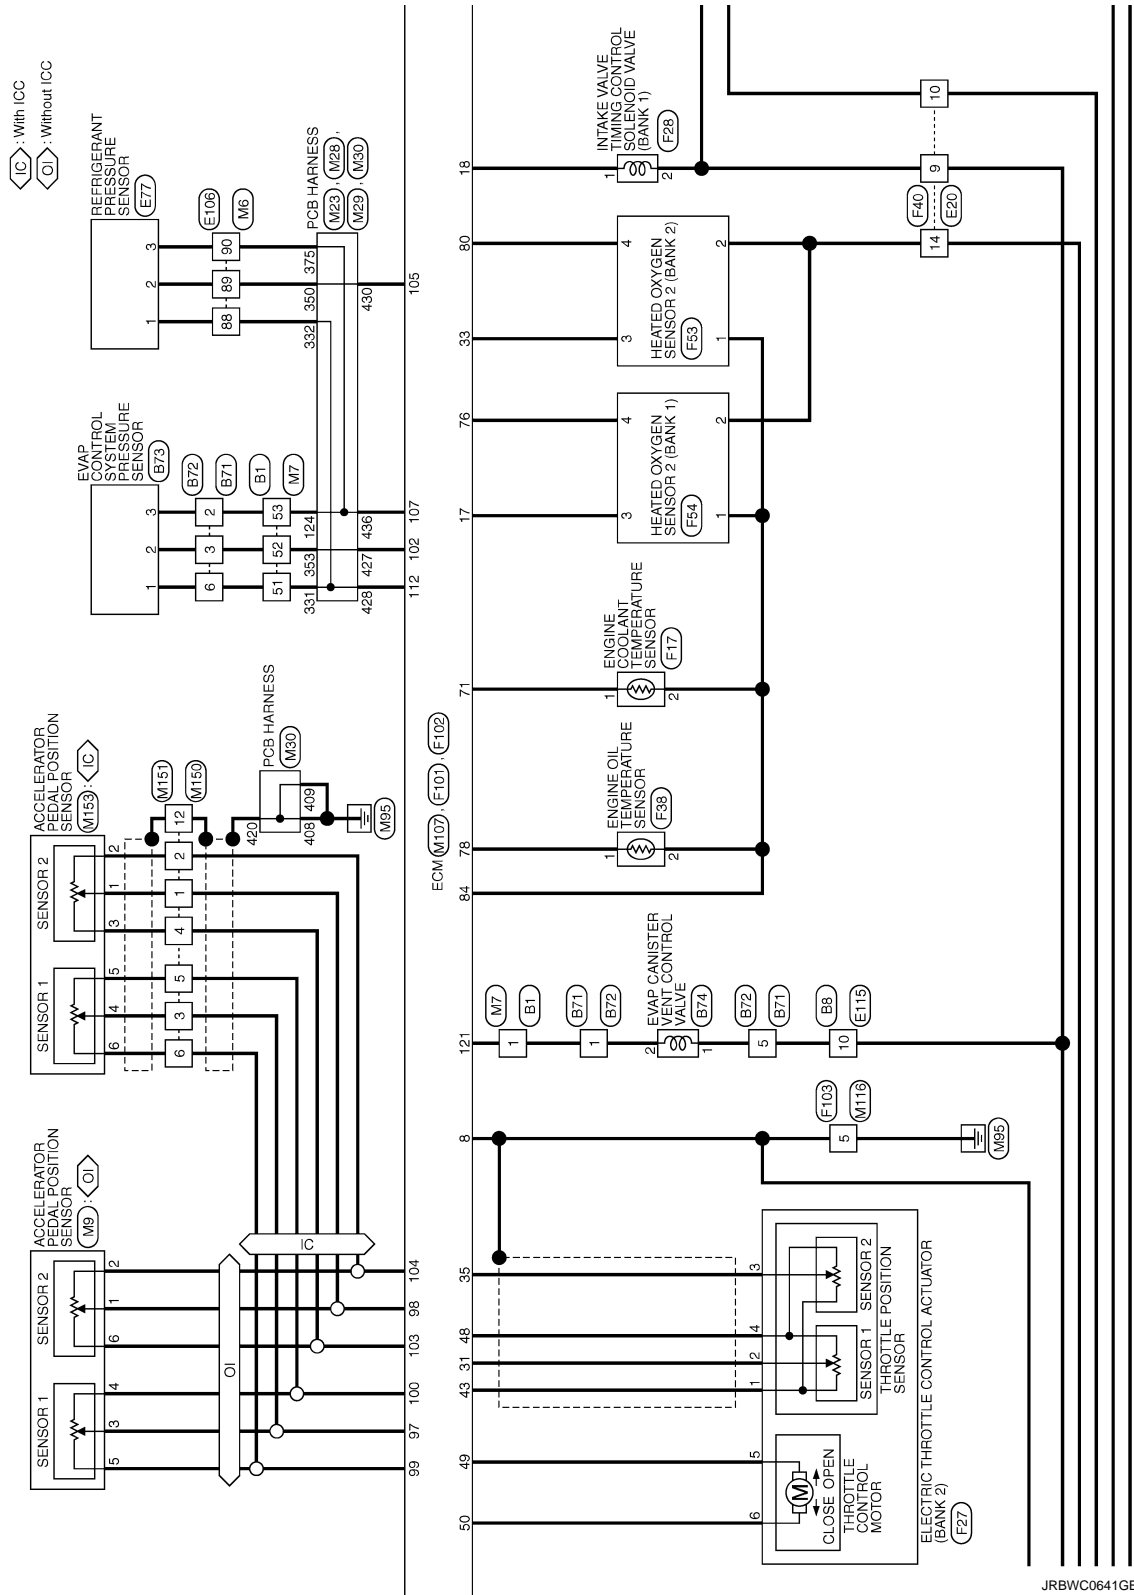 IC : With ICC
OI : Without ICC
ACCELERATOR
PEDAL POSITION
SENSOR
M9 : OI
SENSOR 1
SENSOR 2
5 3 4 6 1 2
OI
IC
99 97 100 103 98 104
ACCELERATOR
PEDAL POSITION
SENSOR
M153 : IC
SENSOR 1
SENSOR 2
6 4 5 3 1 2
6 3 5 4 1 2 12
M151
M150
PCB HARNESS
M30
420
408 409
M95
EVAP
CONTROL
SYSTEM
PRESSURE
SENSOR
B73
1 2 3
6 3 2
B72
B71
51 52 53
B1
M7
331 353 124
428 427 436
112 102 107
REFRIGERANT
PRESSURE
SENSOR
E77
1 2 3
88 89 90
E106
M6
332 350 375
430
105
PCB HARNESS
M23 , M28 ,
M29 , M30
ECM M107 , F101 , F102
50 49 43 31 48 35 8 121 84 78 71 17 76 33 80 18
6 5 1 2 4 3
M
CLOSE OPEN
THROTTLE
CONTROL
MOTOR
SENSOR 1
SENSOR 2
THROTTLE POSITION
SENSOR
ELECTRIC THROTTLE CONTROL ACTUATOR
(BANK 2)
F27
5
F103
M116
M95
1
M7
B1
1
B71
B72
2
1
EVAP CANISTER
VENT CONTROL
VALVE
B74
5
B72
B71
10
B8
E115
1
2
ENGINE OIL
TEMPERATURE
SENSOR
F38
1
2
ENGINE
COOLANT
TEMPERATURE
SENSOR
F17
3 4
HEATED OXYGEN
SENSOR 2 (BANK 1)
F54
1 2
3 4
HEATED OXYGEN
SENSOR 2 (BANK 2)
F53
1 2
1
2
INTAKE VALVE
TIMING CONTROL
SOLENOID VALVE
(BANK 1)
F28
14 9 10
F40
E20
JRBWC0641GE